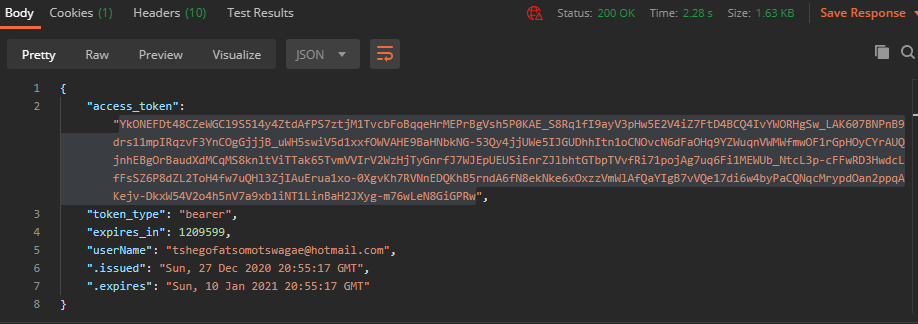 Body Cookies (1) Headers (10) Test Results Status: 200 OK Time: 2.28 s Size: 1.63 KB Save Response
Pretty Raw Preview Visualize JSON
1 {
2 "access_token":
"YkONEFDt48CZeWGCl9S514y4ZtdAfPS7ztjM1TvcbFoBqqeHrMEPrBgVsh5P0KAE_S8Rq1fI9ayV3pHw5E2V4iZ7FtD4BCQ4IvYWORHgSw_LAK607BNPnB9
drs11mpIRqzvF3YnCOgGjjjB_uWH5swiV5d1xxfOWVAHE9BaHNbkNG-53Qy4jjUWe5IJGUDhhItn1oCNOvcN6dFaOHq9YZWuqnVWMWfmwOF1rGpHOyCYrAUQ
jnhEBgOrBaudXdMCqMS8knltViTTak65TvmVVIrV2WzHjTyGnrfJ7WJEpUEUSiEnrZJlbhtGTbpTVvfRi71pojAg7uq6Fi1MEWUb_NtcL3p-cFFwRD3HwdcL
fFsSZ6P8dZL2ToH4fw7uQHl3ZjIAuErua1xo-0XgvKh7RVNnEDQKhB5rndA6fN8ekNke6xOxzzVmWlAfQaYIgB7vVQe17di6w4byPaCQNqcMrypdOan2ppqA
Kejv-DkxW54V2o4h5nV7a9xb1iNT1LinBaH2JXyg-m76wLeN8GiGPRw",
3 "token_type": "bearer",
4 "expires_in": 1209599,
5 "userName": "tshegofatsomotswagae@hotmail.com",
6 ".issued": "Sun, 27 Dec 2020 20:55:17 GMT",
7 ".expires": "Sun, 10 Jan 2021 20:55:17 GMT"
8 }